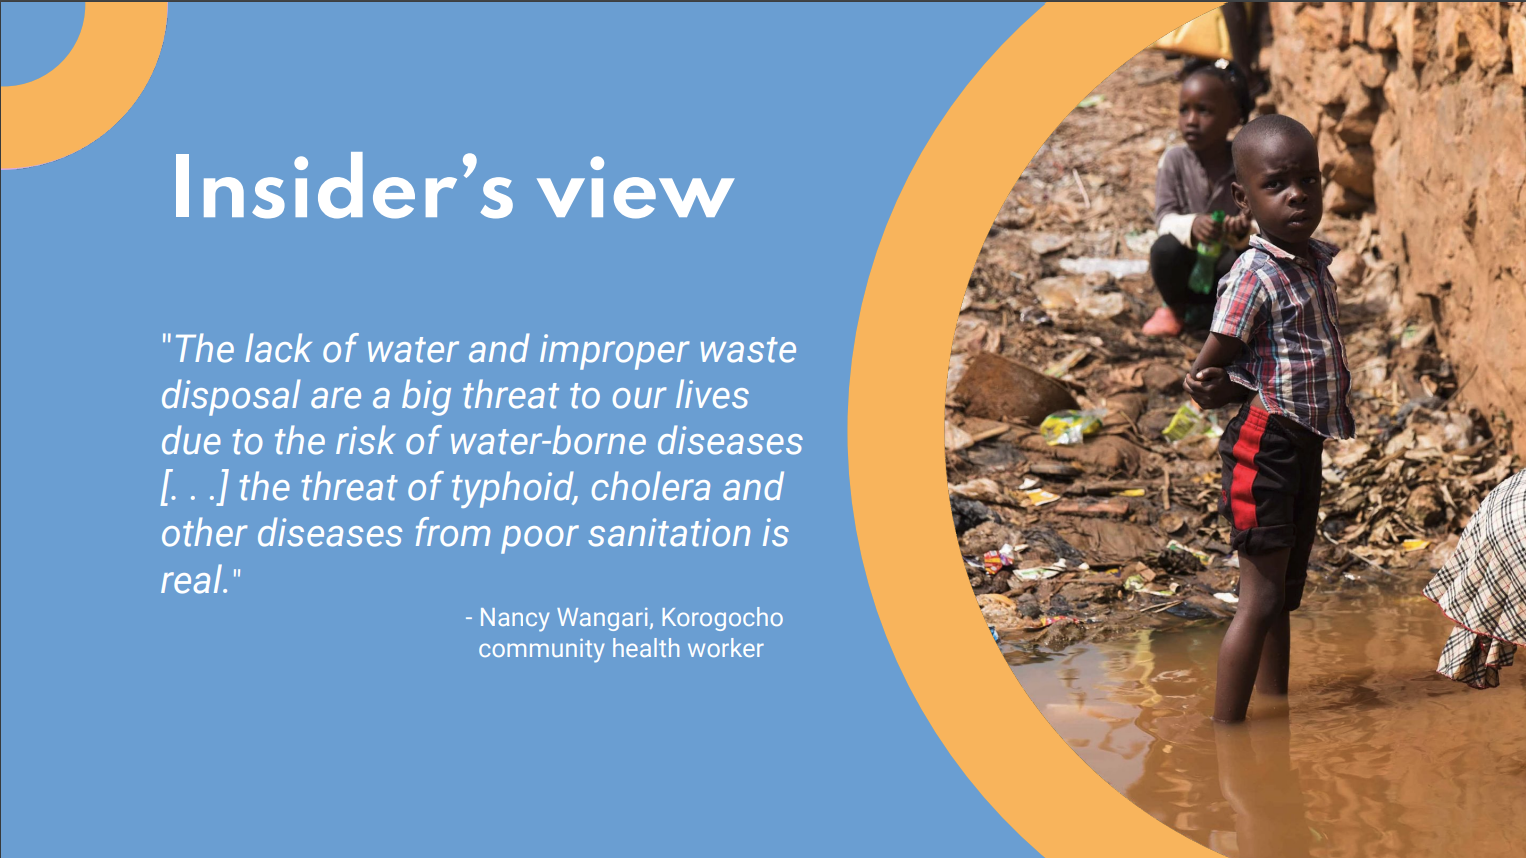 Insider’s view
"The lack of water and improper waste
disposal are a big threat to our lives
due to the risk of water-borne diseases
[. . .] the threat of typhoid, cholera and
other diseases from poor sanitation is
real."
- Nancy Wangari, Korogocho
community health worker